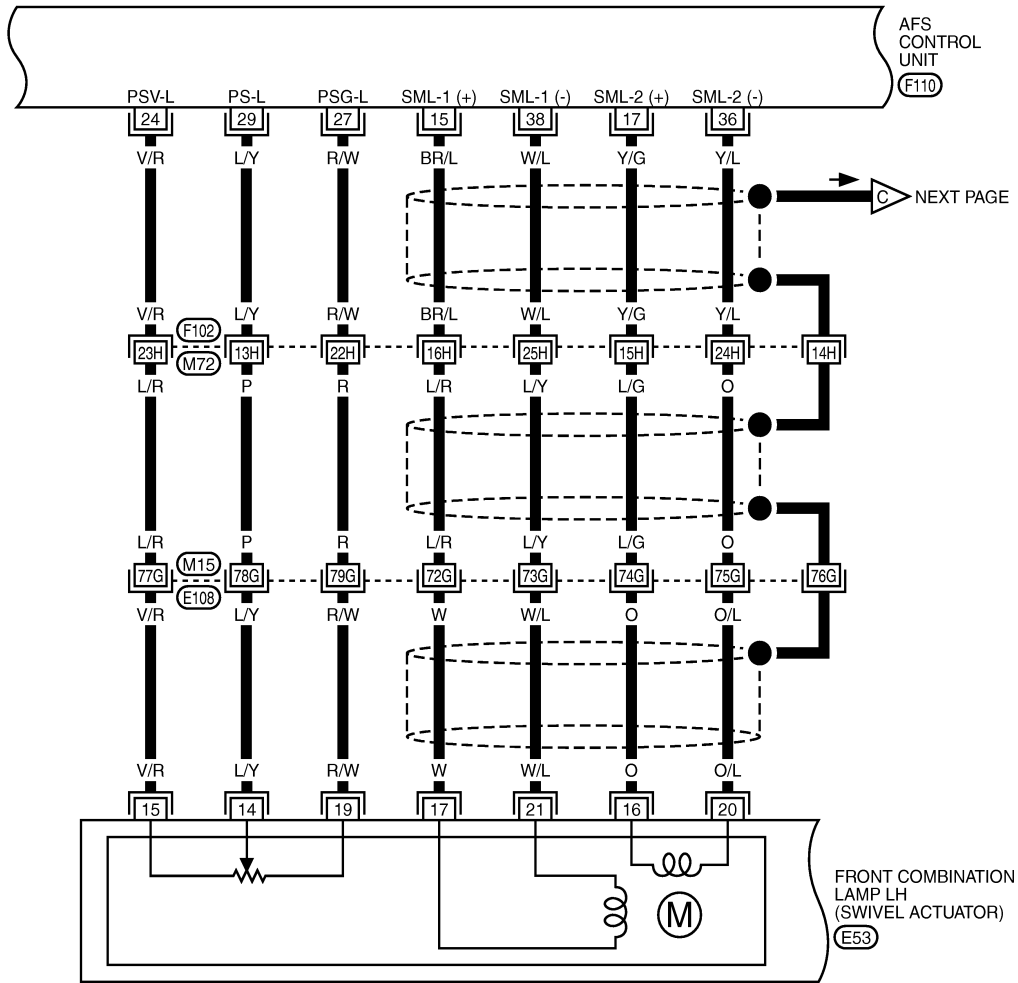 AFS
CONTROL
UNIT
F110
PSV-L PS-L PSG-L SML-1 (+) SML-1 (-) SML-2 (+) SML-2 (-)
24 29 27 15 38 17 36
V/R L/Y R/W BR/L W/L Y/G Y/L
C NEXT PAGE
V/R L/Y R/W BR/L W/L Y/G Y/L
F102
23H 13H 22H 16H 25H 15H 24H 14H
M72
L/R P R L/R L/Y L/G O
L/R P R L/R L/Y L/G O
M15
77G 78G 79G 72G 73G 74G 75G 76G
E108
V/R L/Y R/W W W/L O O/L
V/R L/Y R/W W W/L O O/L
15 14 19 17 21 16 20
M
FRONT COMBINATION
LAMP LH
(SWIVEL ACTUATOR)
E53